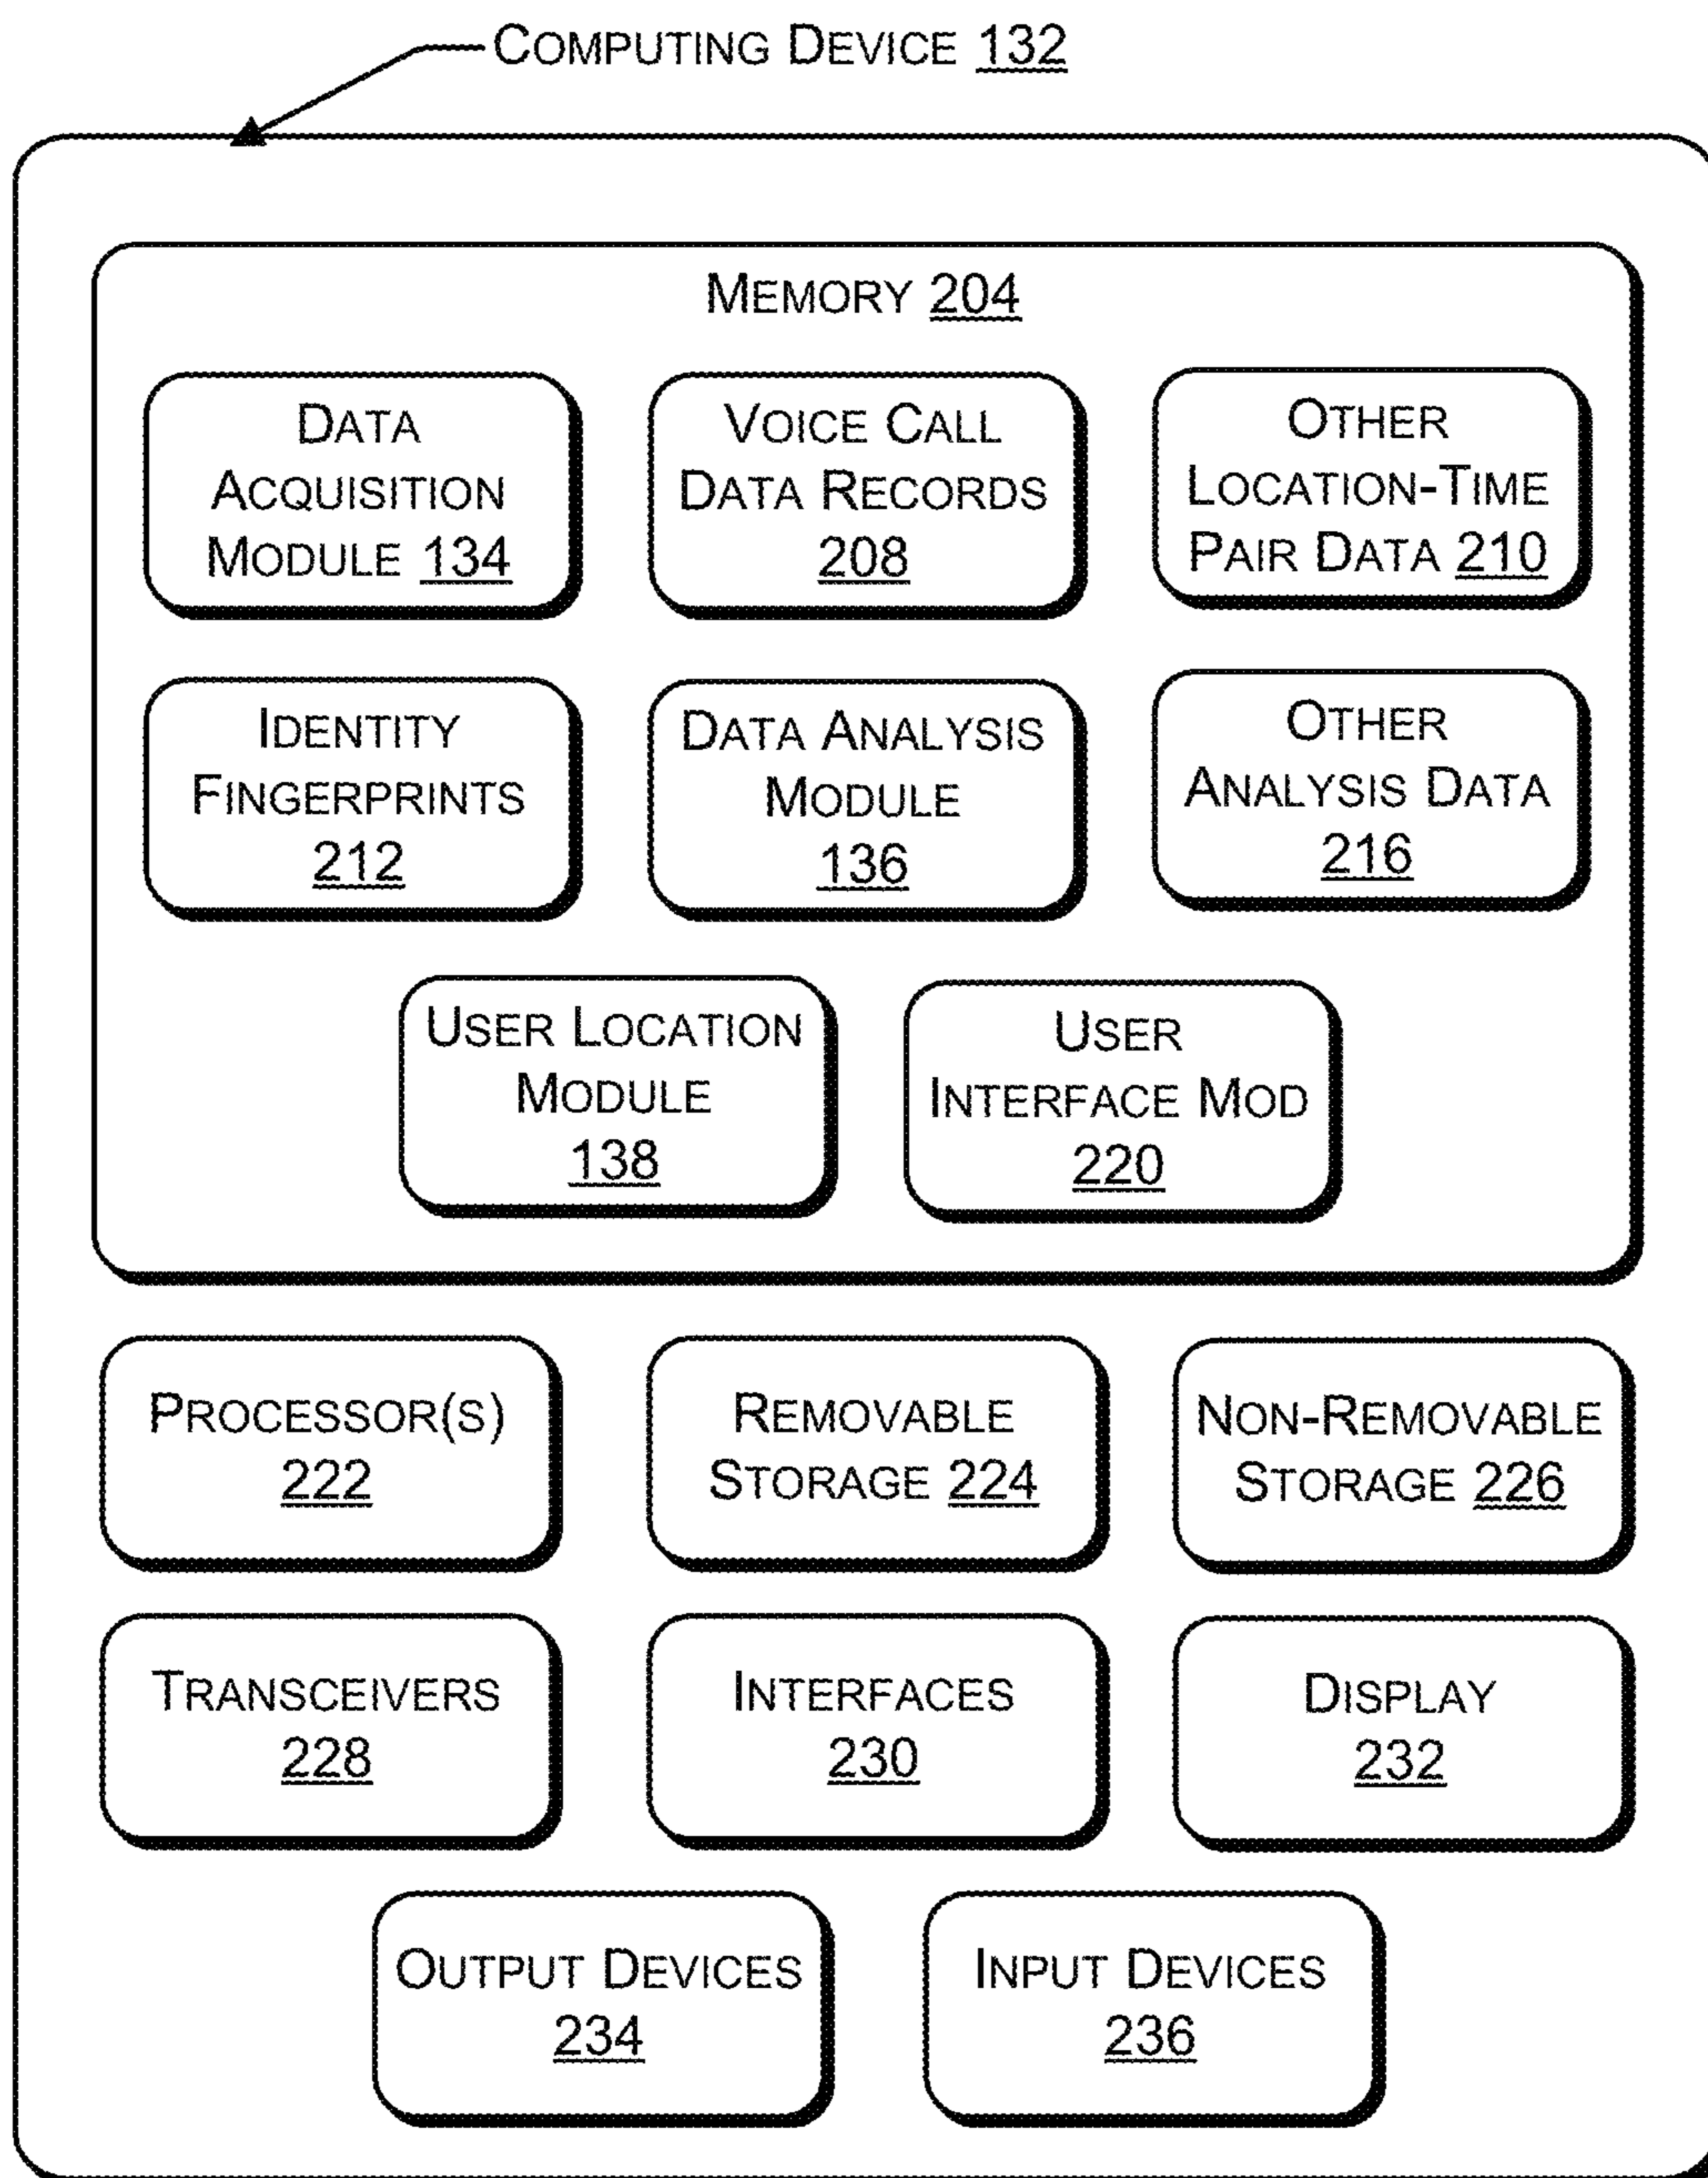 COMPUTING DEVICE 132
MEMORY 204
DATA
ACQUISITION
MODULE 134
VOICE CALL
DATA RECORDS
208
OTHER
LOCATION-TIME
PAIR DATA 210
IDENTITY
FINGERPRINTS
212
DATA ANALYSIS
MODULE
136
OTHER
ANALYSIS DATA
216
USER LOCATION
MODULE
138
USER
INTERFACE MOD
220
PROCESSOR(S)
222
REMOVABLE
STORAGE 224
NON-REMOVABLE
STORAGE 226
TRANSCEIVERS
228
INTERFACES
230
DISPLAY
232
OUTPUT DEVICES
234
INPUT DEVICES
236